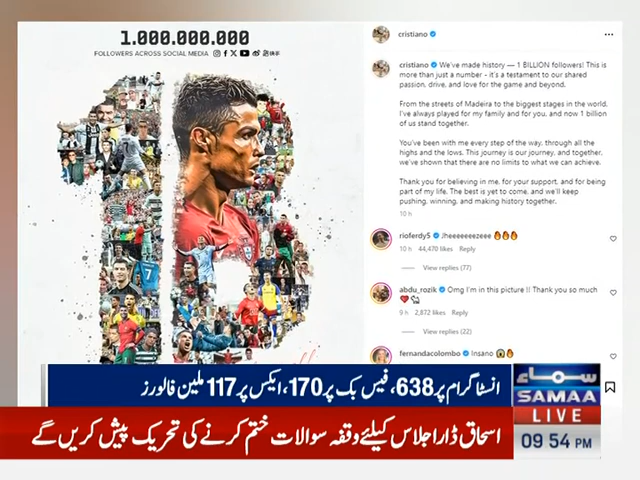 1.000.000.000
FOLLOWERS ACROSS SOCIAL MEDIA
cristiano
cristiano We've made history — 1 BILLION followers! This is
more than just a number - it's a testament to our shared
passion, drive, and love for the game and beyond.
From the streets of Madeira to the biggest stages in the world,
I've always played for my family and for you, and now 1 billion
of us stand together.
You've been with me every step of the way, through all the
highs and the lows. This journey is our journey, and together,
we've shown that there are no limits to what we can achieve.
Thank you for believing in me, for your support, and for being
part of my life. The best is yet to come, and we'll keep
pushing, winning, and making history together.
10 h
rioferdy5 Jheeeeeeezeee 🔥🔥🔥
10 h 44,470 likes Reply
View replies (77)
abdu_rozik Omg I'm in this picture !! Thank you so much
❤️🐐
9 h 2,872 likes Reply
View replies (22)
fernandacolombo Insano 😱🔥
انسٹاگرام پر 638، فیس بک پر 170، ایکس پر 117 ملین فالورز
اسحاق ڈار اجلاس کیلئے وقفہ سوالات ختم کرنے کی تحریک پیش کریں گے
سماء
SAMAA
LIVE
09 54 PM